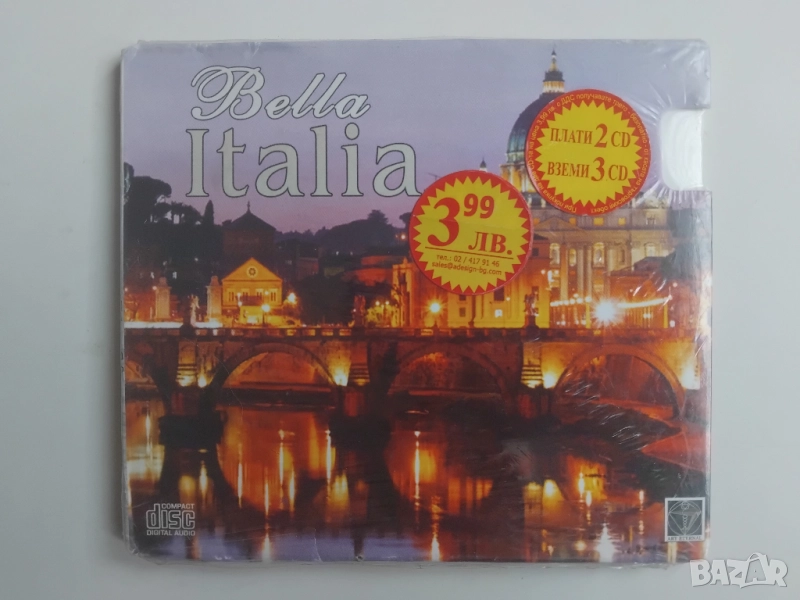 Bella
Italia
ПЛАТИ 2 CD
ВЗЕМИ 3 CD
3 99
ЛВ.
тел.: 02 / 417 91 46
sales@adesign-bg.com
COMPACT
disc
DIGITAL AUDIO
BAZAR